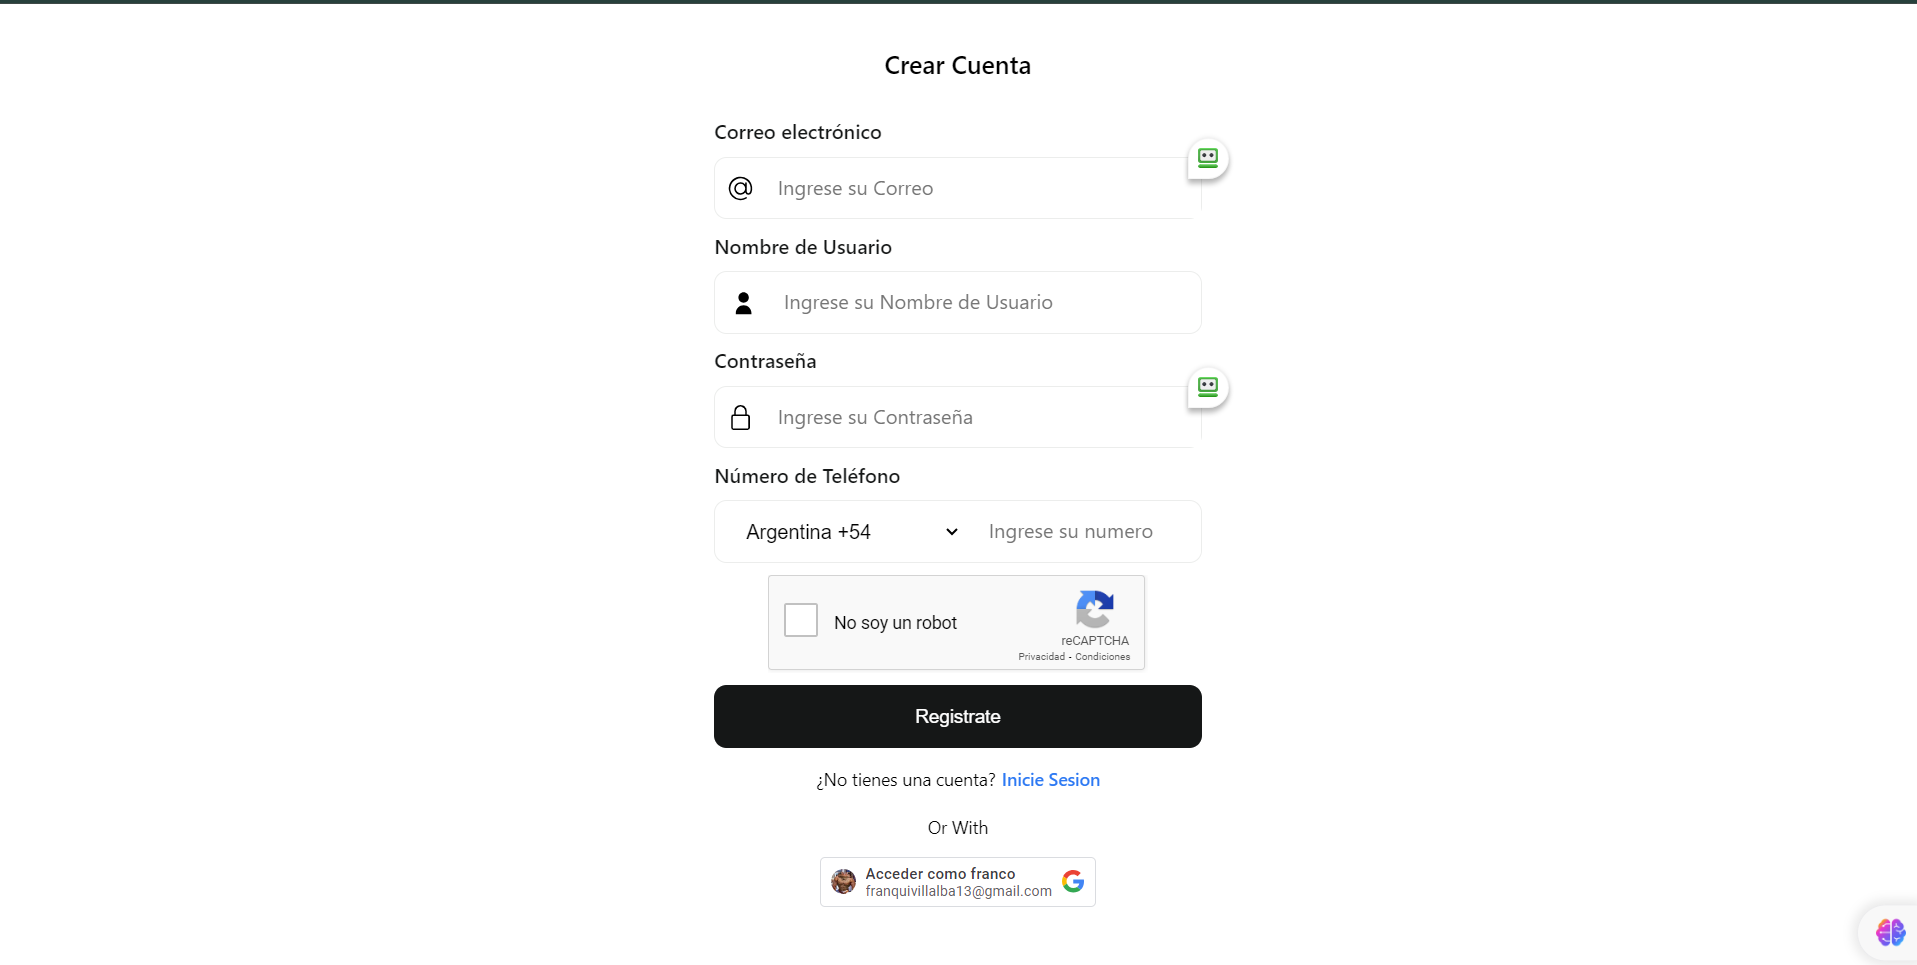 Crear Cuenta
Correo electrónico
Ingrese su Correo
Nombre de Usuario
Ingrese su Nombre de Usuario
Contraseña
Ingrese su Contraseña
Número de Teléfono
Argentina +54 Ingrese su numero
No soy un robot
reCAPTCHA
Privacidad - Condiciones
Registrate
¿No tienes una cuenta? Inicie Sesion
Or With
Acceder como franco
franquivillalba13@gmail.com